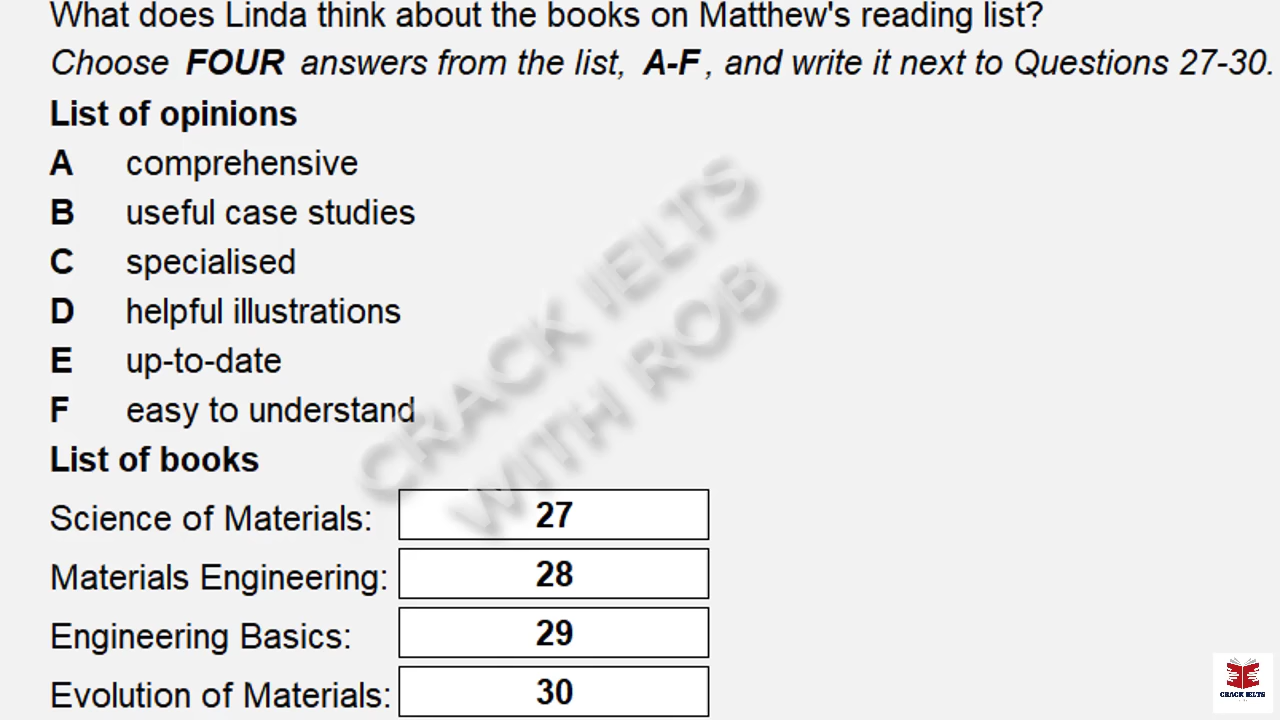 What does Linda think about the books on Matthew's reading list?
Choose FOUR answers from the list, A-F, and write it next to Questions 27-30.
List of opinions
A comprehensive
B useful case studies
C specialised
D helpful illustrations
E up-to-date
F easy to understand
List of books
Science of Materials: 27
Materials Engineering: 28
Engineering Basics: 29
Evolution of Materials: 30
CRACK IELTS
WITH ROB
CRACK IELTS